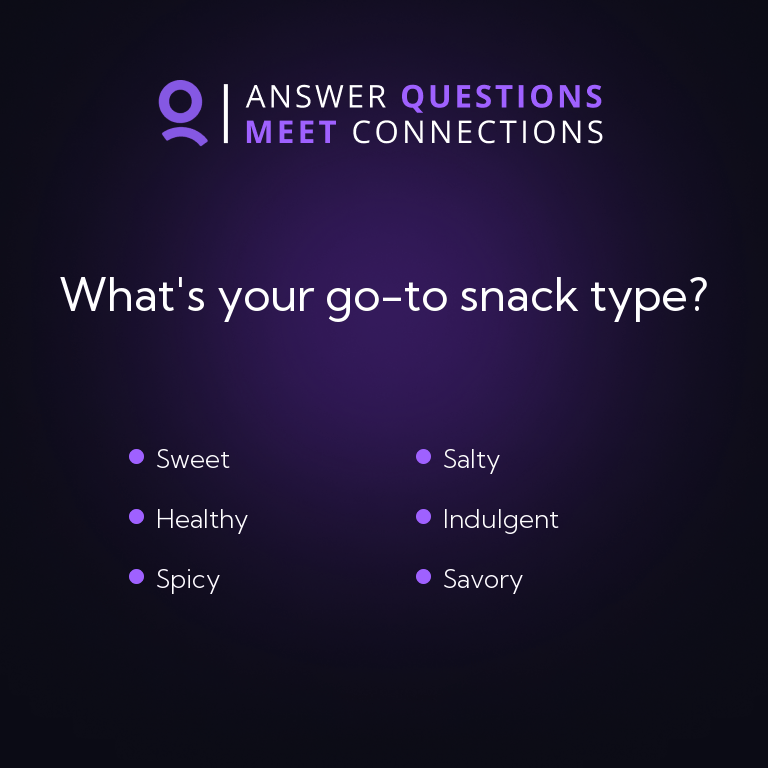 ANSWER QUESTIONS
MEET CONNECTIONS
What's your go-to snack type?
Sweet
Salty
Healthy
Indulgent
Spicy
Savory